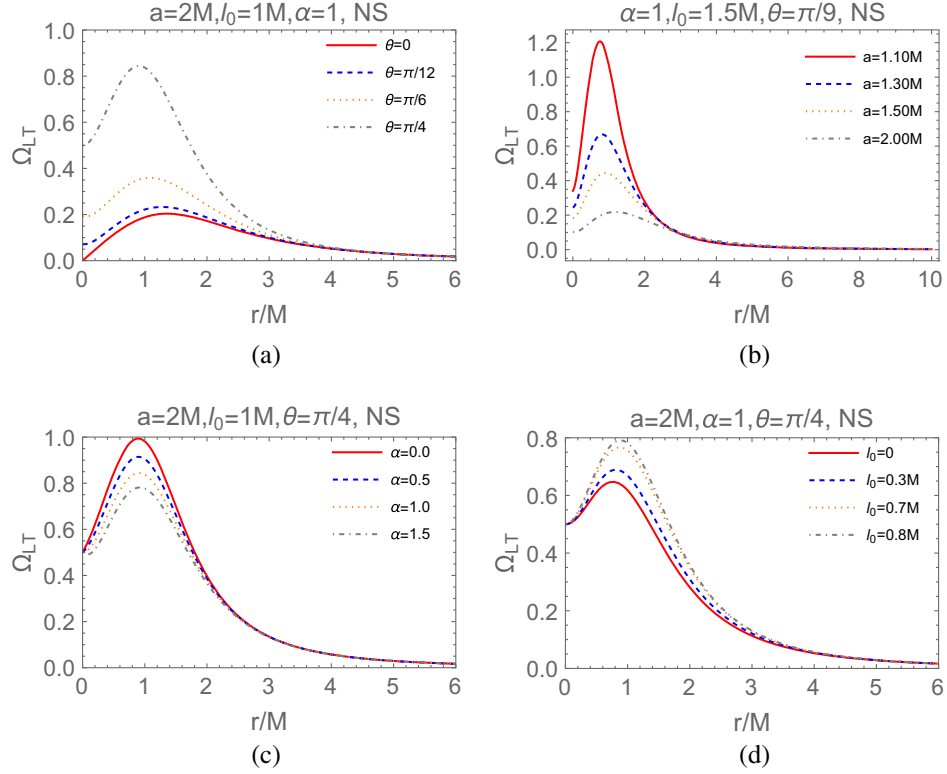 a=2M,l₀=1M,α=1, NS
Ω_LT
1.0
0.8
0.6
0.4
0.2
0.0
θ=0
θ=π/12
θ=π/6
θ=π/4
0 1 2 3 4 5 6
r/M
(a)
α=1,l₀=1.5M,θ=π/9, NS
Ω_LT
1.2
1.0
0.8
0.6
0.4
0.2
0.0
a=1.10M
a=1.30M
a=1.50M
a=2.00M
0 2 4 6 8 10
r/M
(b)
a=2M,l₀=1M,θ=π/4, NS
Ω_LT
1.0
0.8
0.6
0.4
0.2
0.0
α=0.0
α=0.5
α=1.0
α=1.5
0 1 2 3 4 5 6
r/M
(c)
a=2M,α=1,θ=π/4, NS
Ω_LT
0.8
0.6
0.4
0.2
0.0
l₀=0
l₀=0.3M
l₀=0.7M
l₀=0.8M
0 1 2 3 4 5 6
r/M
(d)